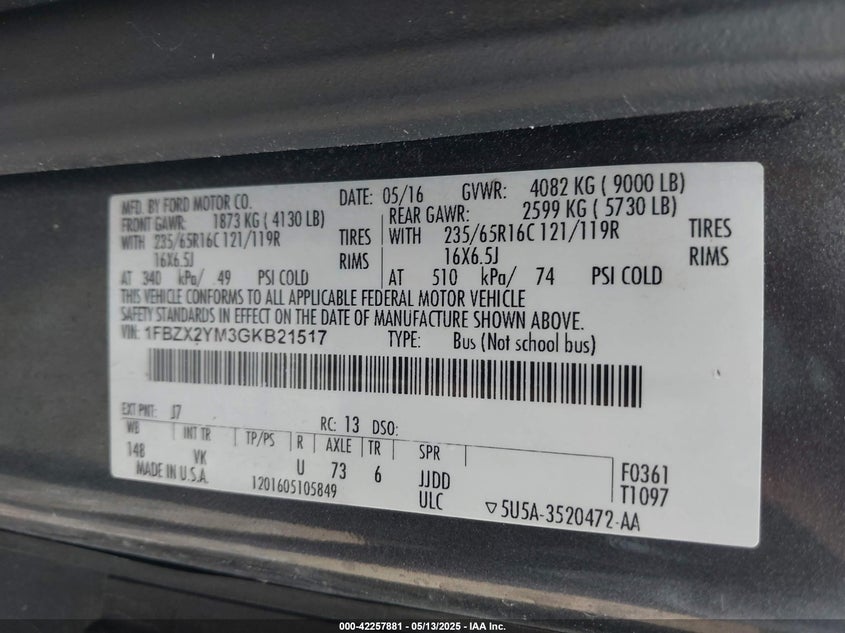 MFD. BY FORD MOTOR CO. DATE: 05/16 GVWR: 4082 KG ( 9000 LB)
FRONT GAWR: 1873 KG ( 4130 LB) REAR GAWR: 2599 KG ( 5730 LB)
WITH 235/65R16C 121/119R TIRES WITH 235/65R16C 121/119R TIRES
16X6.5J RIMS 16X6.5J RIMS
AT 340 kPa/ 49 PSI COLD AT 510 kPa/ 74 PSI COLD
THIS VEHICLE CONFORMS TO ALL APPLICABLE FEDERAL MOTOR VEHICLE
SAFETY STANDARDS IN EFFECT ON THE DATE OF MANUFACTURE SHOWN ABOVE.
VIN: 1FBZX2YM3GKB21517 TYPE: Bus (Not school bus)
EXT PNT: J7 RC: 13 DSO:
WB INT TR TP/PS R AXLE TR SPR
148 VK U 73 6 JJDD F0361
MADE IN U.S.A. 1201605105849 ULC T1097
▽5U5A-3520472-AA
000-42257881 - 05/13/2025 - IAA Inc.